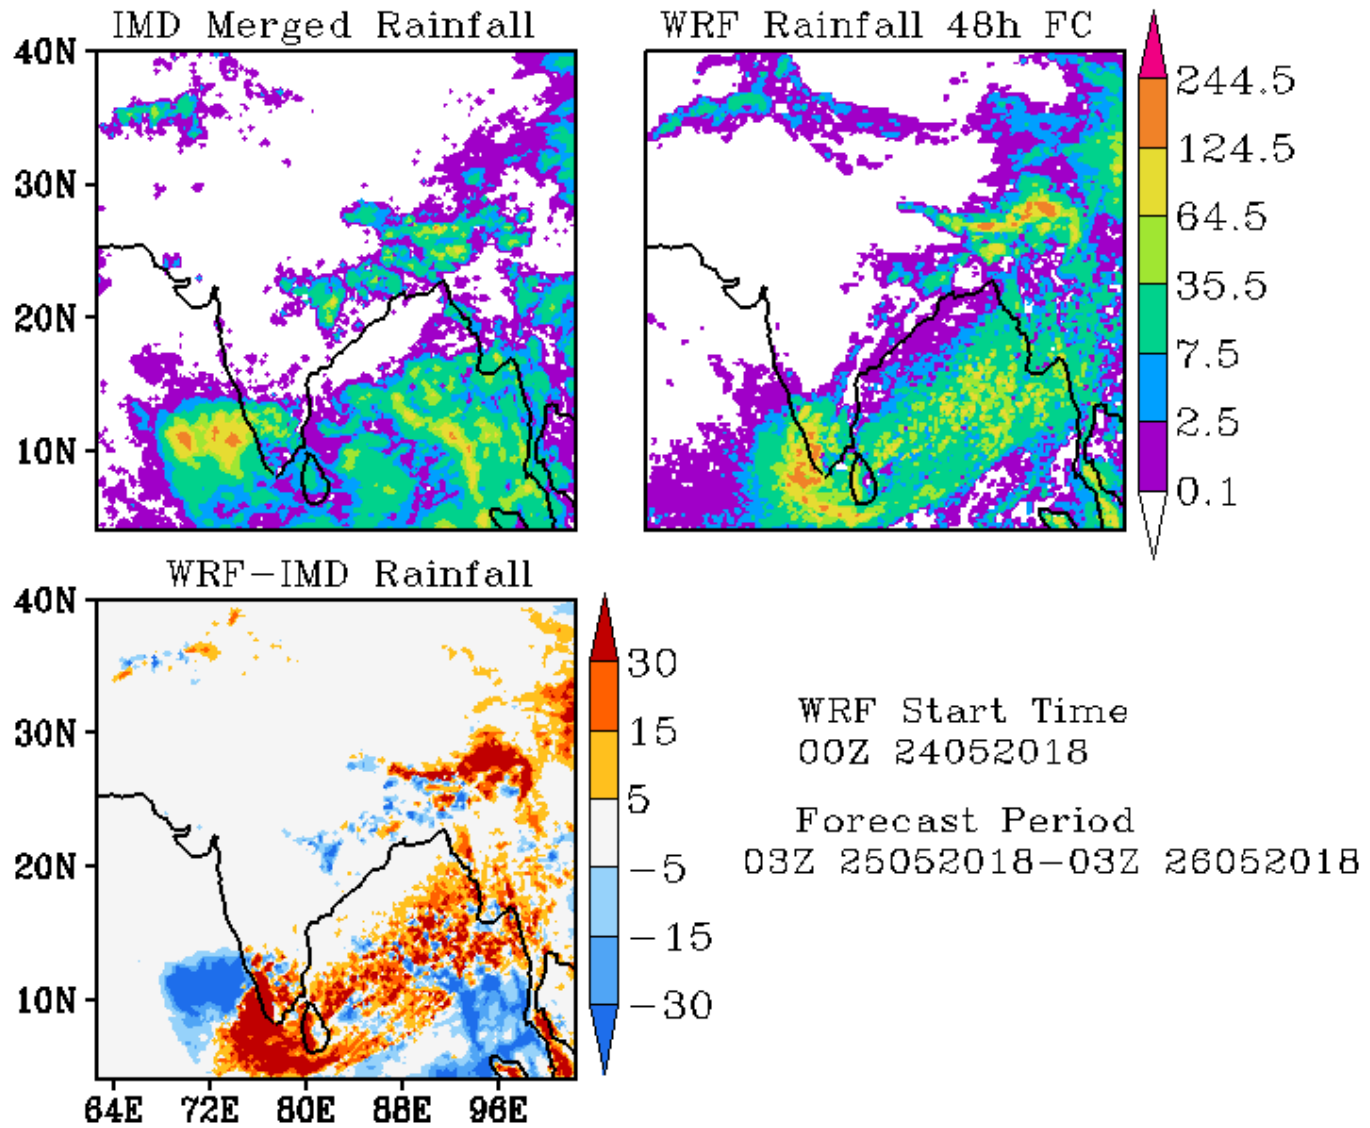 IMD Merged Rainfall
WRF Rainfall 48h FC
40N
30N
20N
10N
244.5
124.5
64.5
35.5
7.5
2.5
0.1
WRF-IMD Rainfall
40N
30N
20N
10N
64E 72E 80E 88E 96E
30
15
5
-5
-15
-30
WRF Start Time
00Z 24052018
Forecast Period
03Z 25052018-03Z 26052018